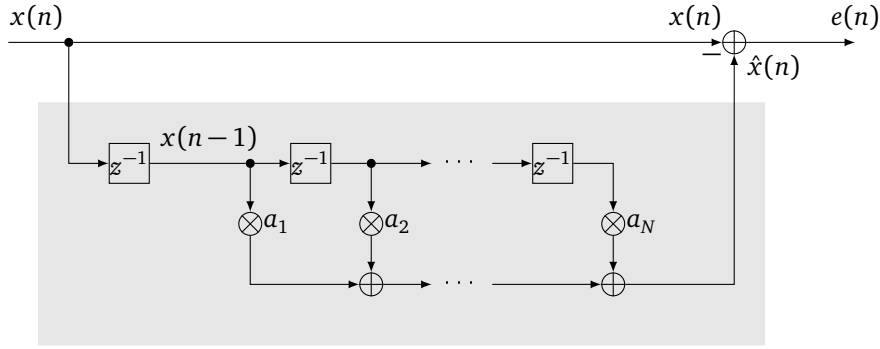 x(n) x(n) e(n)
− x̂(n)
x(n−1)
z⁻¹ z⁻¹ ··· z⁻¹
a₁ a₂ a_N
···